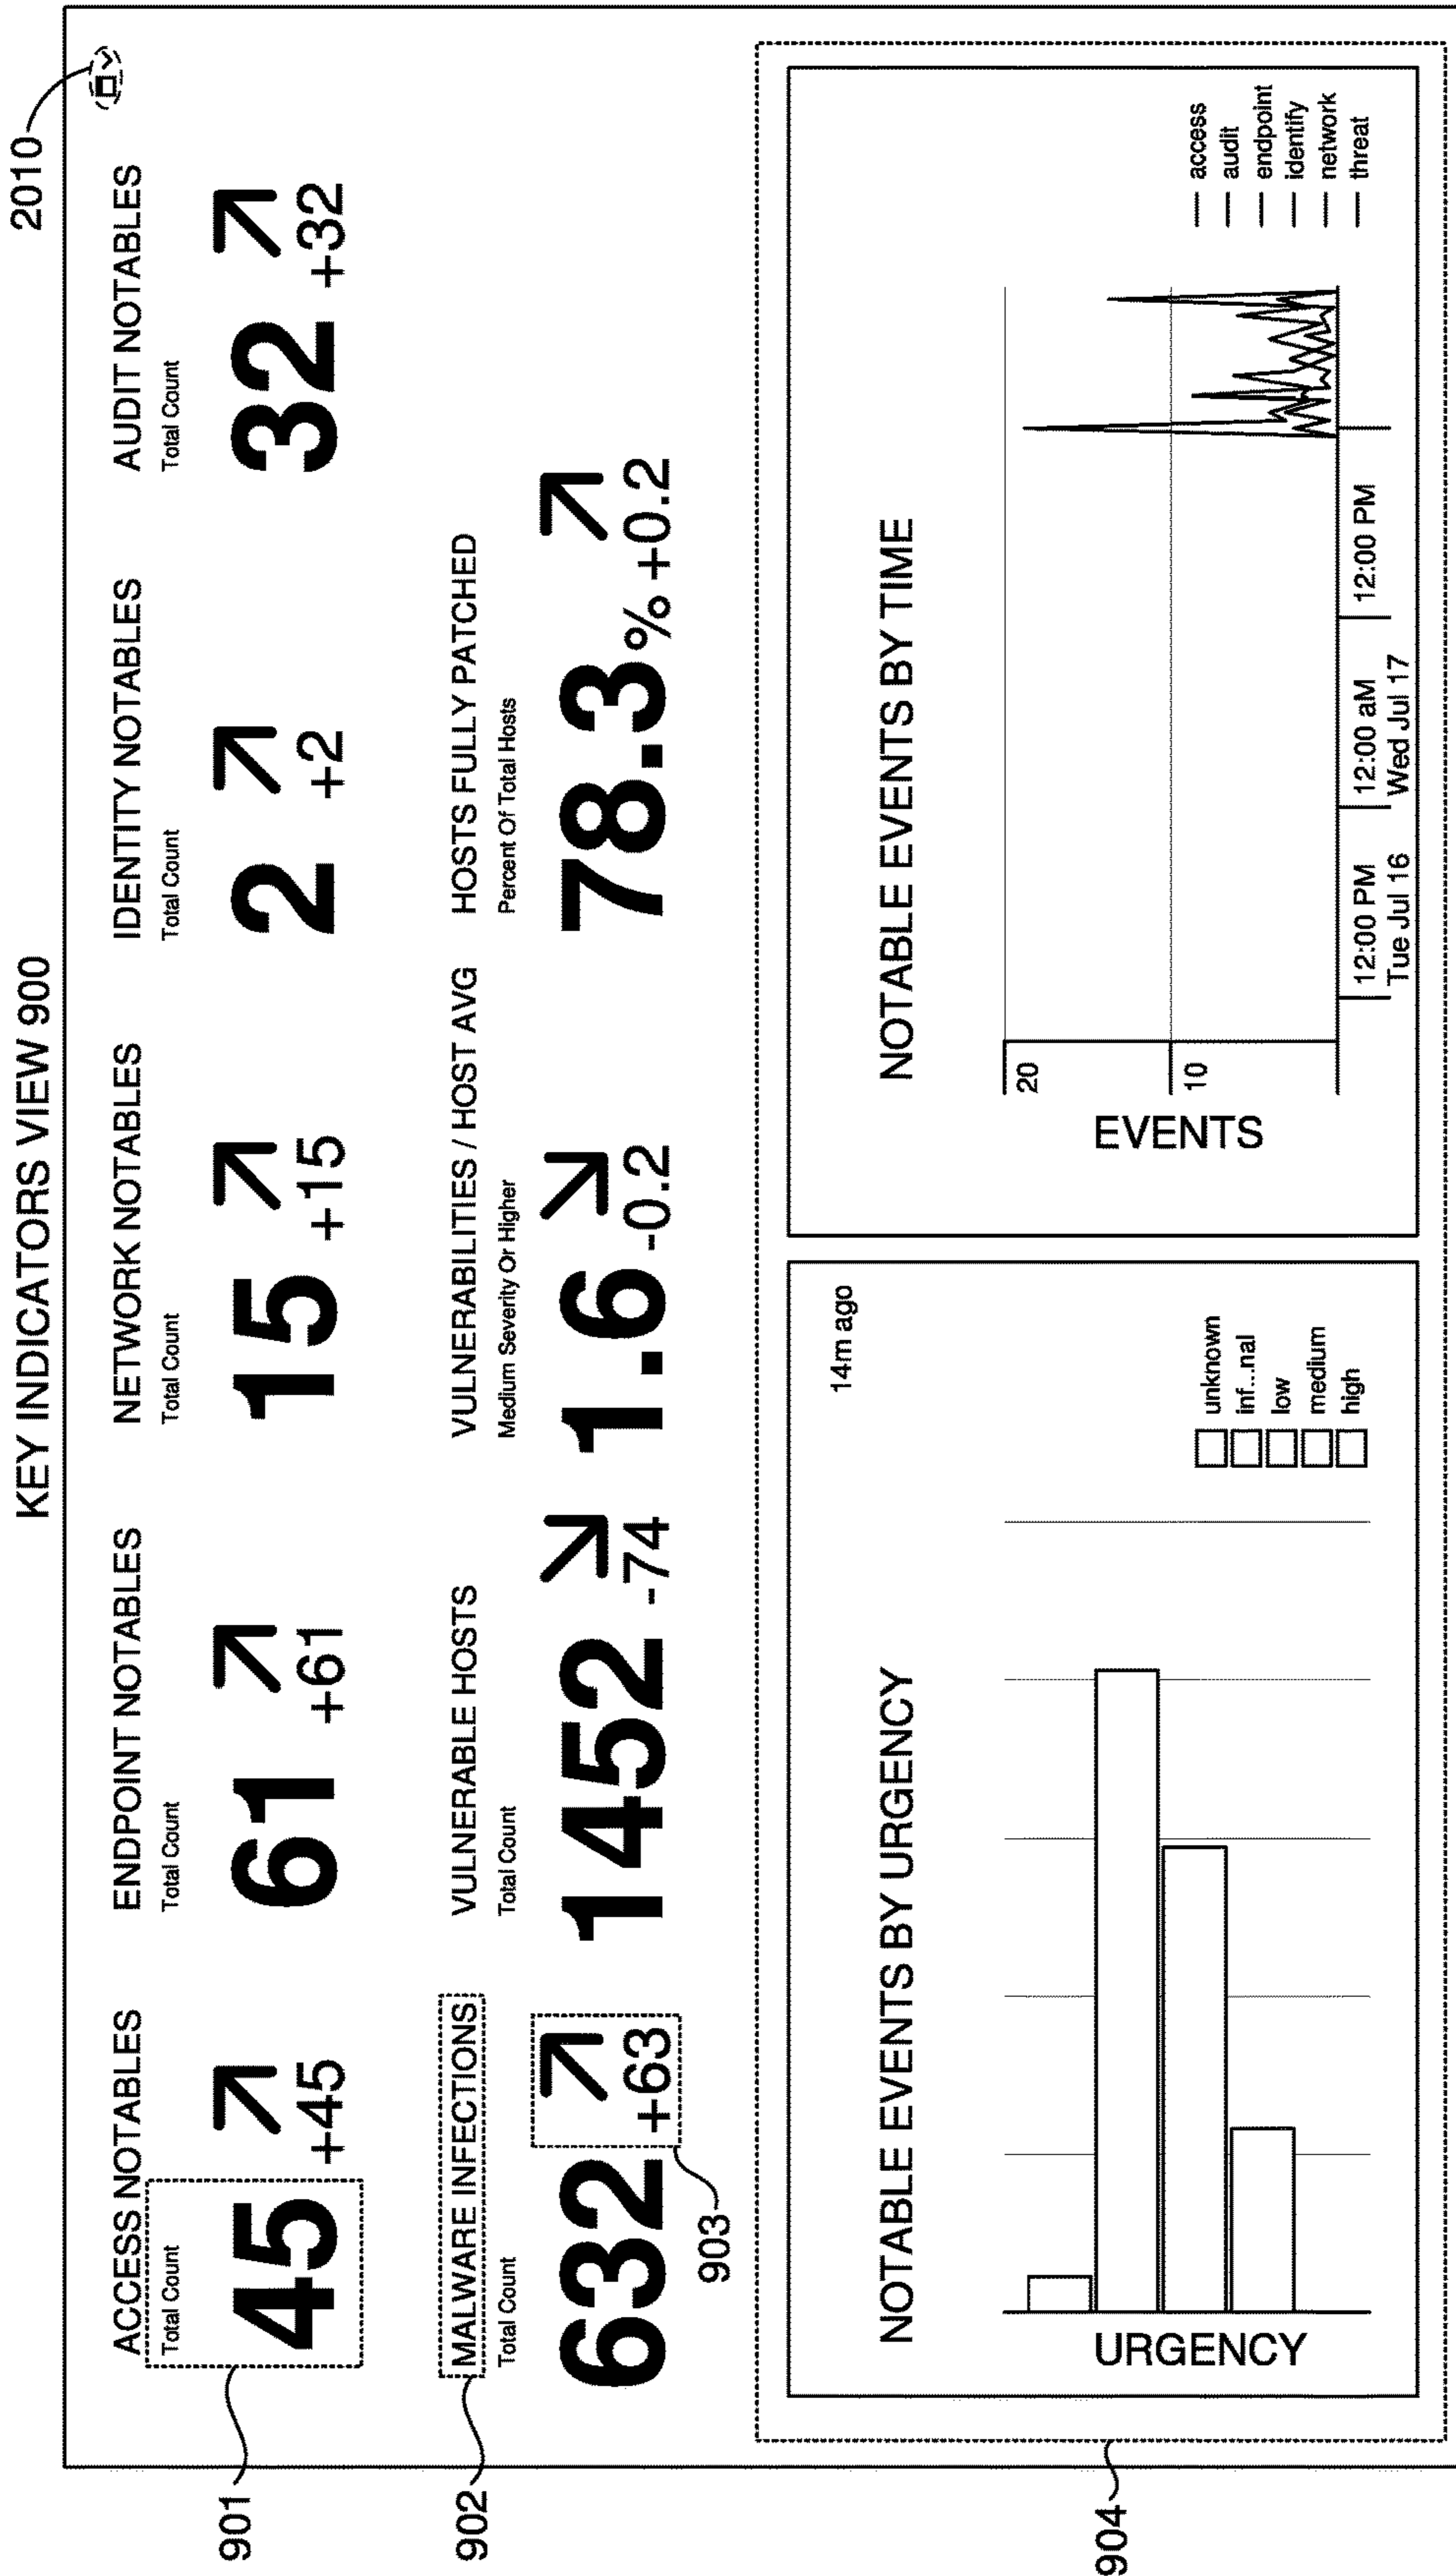 KEY INDICATORS VIEW 900
2010
ACCESS NOTABLES
Total Count
45 +45
ENDPOINT NOTABLES
Total Count
61 +61
NETWORK NOTABLES
Total Count
15 +15
IDENTITY NOTABLES
Total Count
2 +2
AUDIT NOTABLES
Total Count
32 +32
901
MALWARE INFECTIONS
Total Count
632 +63
VULNERABLE HOSTS
Total Count
1452 -74
VULNERABILITIES / HOST AVG
Medium Severity Or Higher
1.6 -0.2
HOSTS FULLY PATCHED
Percent Of Total Hosts
78.3% +0.2
902
903
NOTABLE EVENTS BY URGENCY
14m ago
URGENCY
unknown
inf...nal
low
medium
high
NOTABLE EVENTS BY TIME
EVENTS
20
10
12:00 PM
Tue Jul 16
12:00 aM
Wed Jul 17
12:00 PM
access
audit
endpoint
identify
network
threat
904